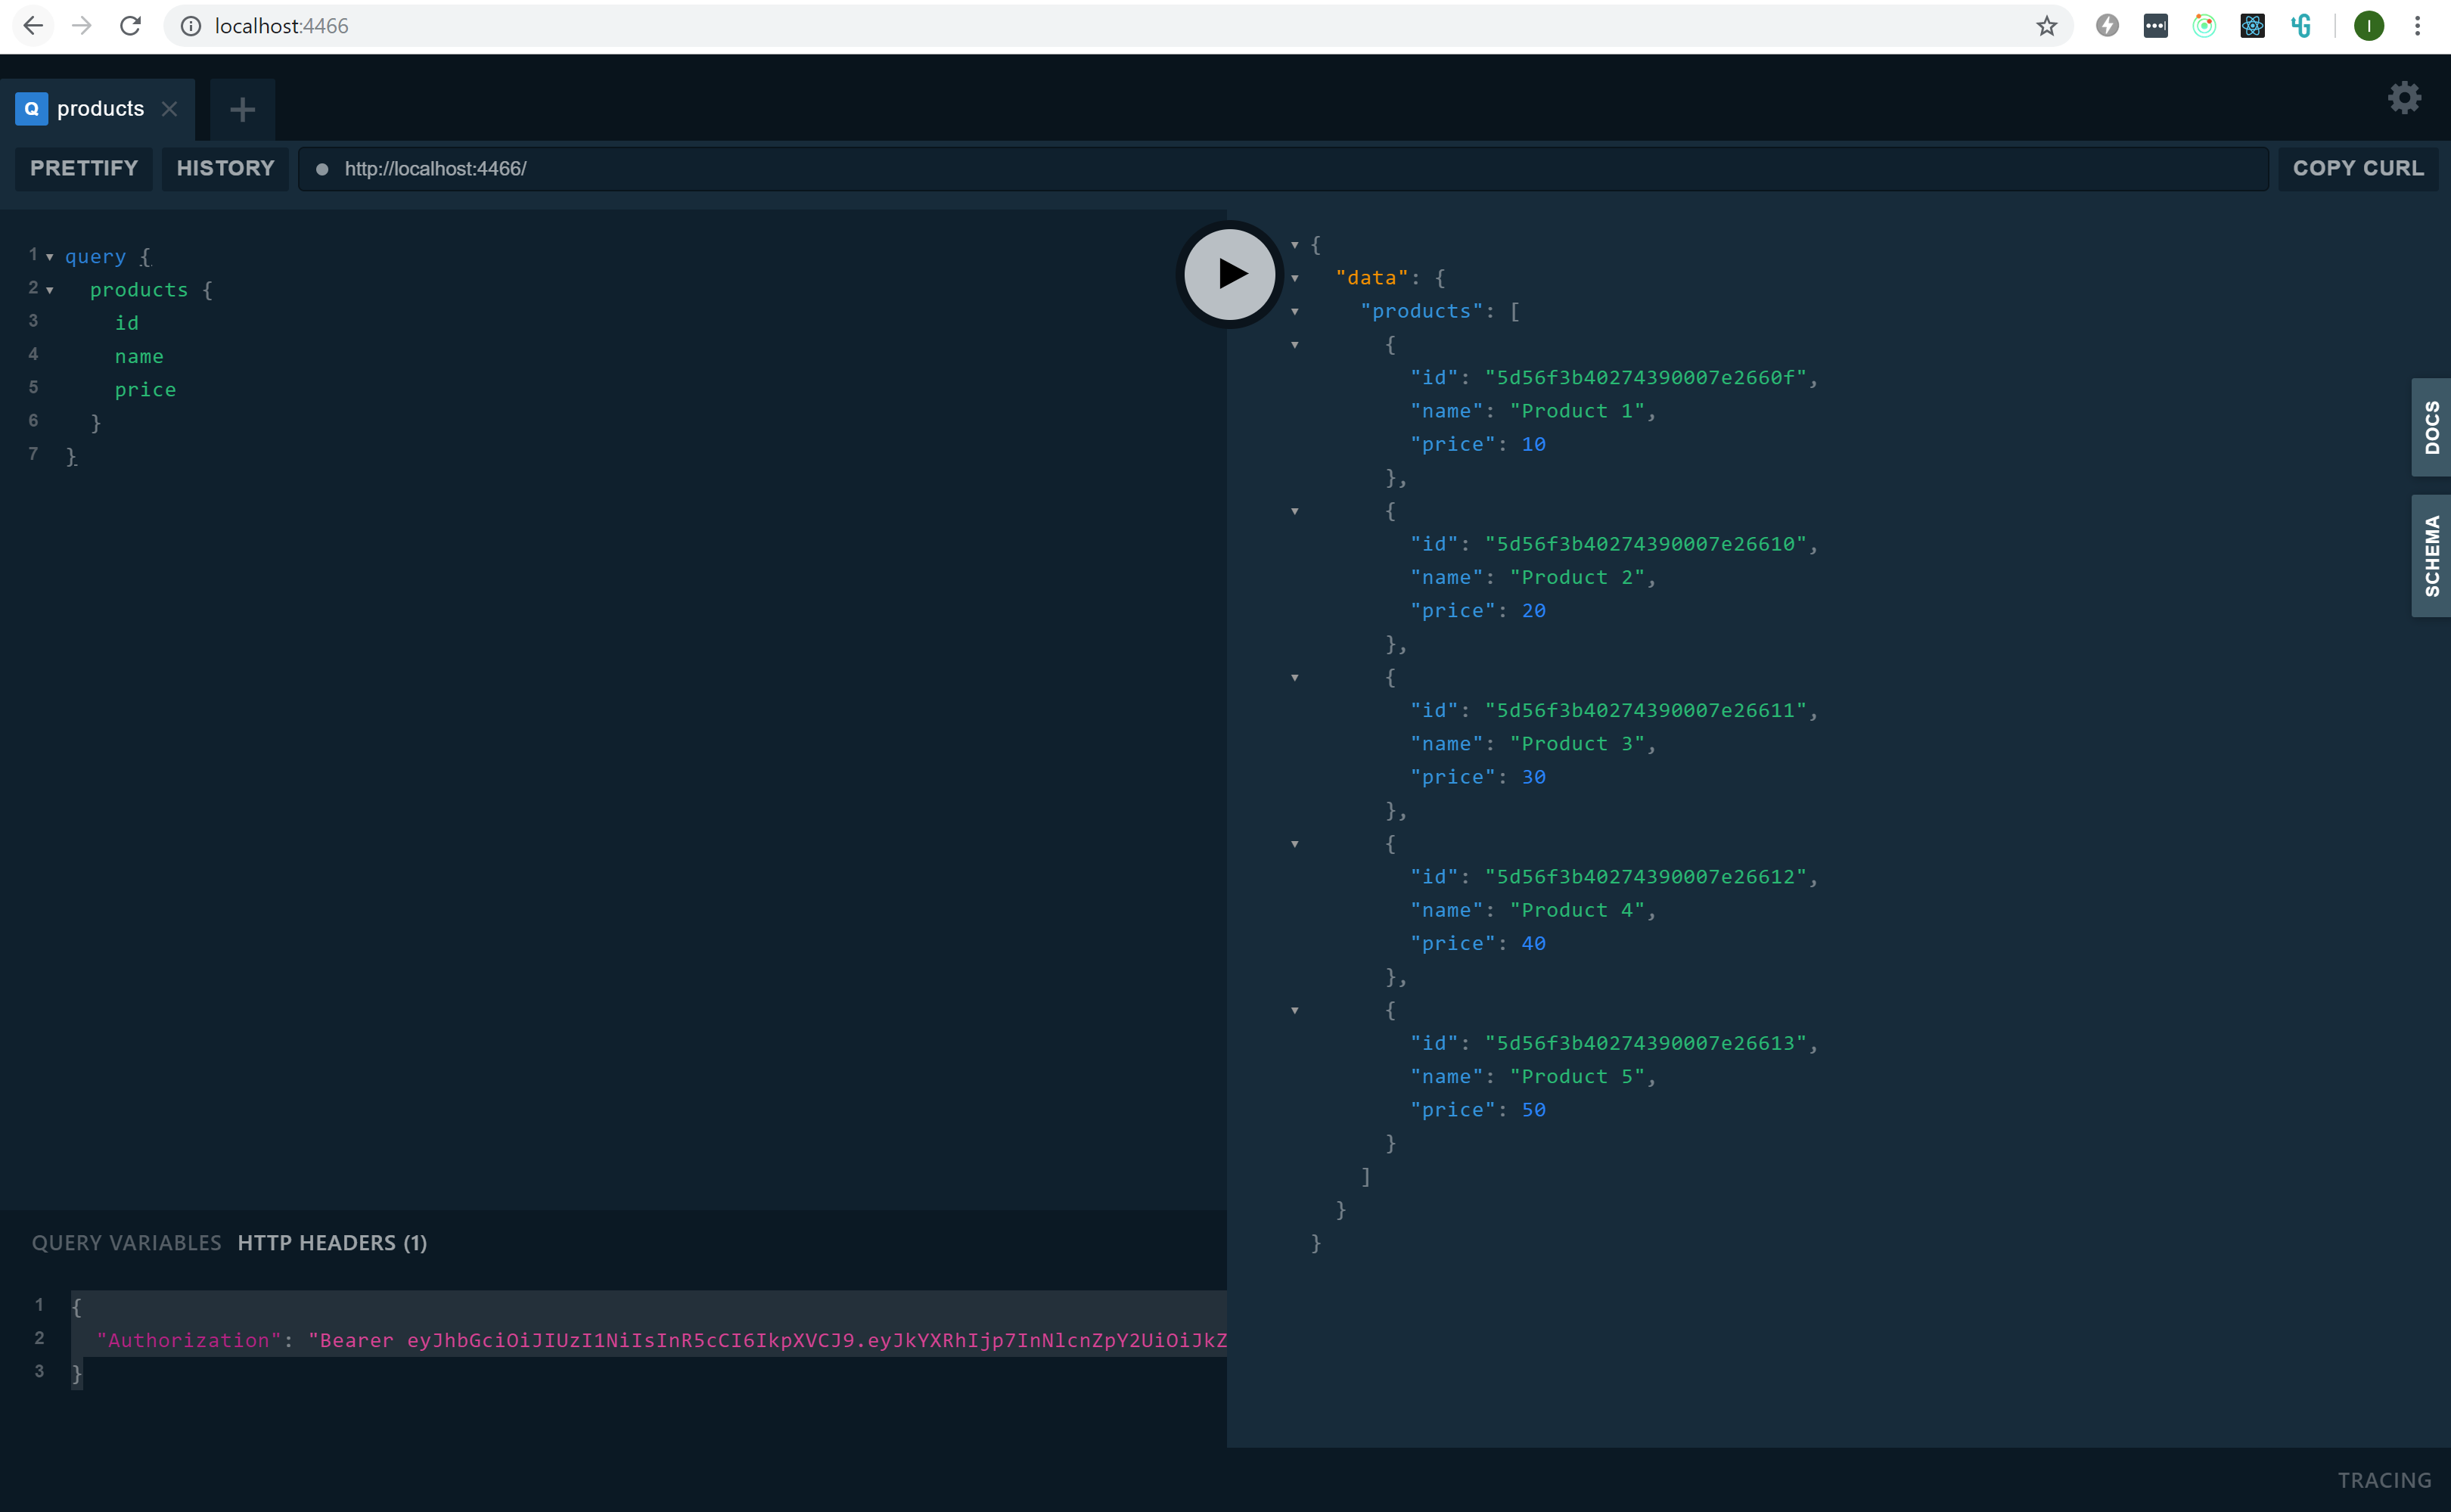 localhost:4466
I
Q products
PRETTIFY HISTORY http://localhost:4466/ COPY CURL
1 query {
2 products {
3 id
4 name
5 price
6 }
7 }
{
"data": {
"products": [
{
"id": "5d56f3b40274390007e2660f",
"name": "Product 1",
"price": 10
},
{
"id": "5d56f3b40274390007e26610",
"name": "Product 2",
"price": 20
},
{
"id": "5d56f3b40274390007e26611",
"name": "Product 3",
"price": 30
},
{
"id": "5d56f3b40274390007e26612",
"name": "Product 4",
"price": 40
},
{
"id": "5d56f3b40274390007e26613",
"name": "Product 5",
"price": 50
}
]
}
}
DOCS
SCHEMA
QUERY VARIABLES HTTP HEADERS (1)
1 {
2 "Authorization": "Bearer eyJhbGciOiJIUzI1NiIsInR5cCI6IkpXVCJ9.eyJkYXRhIjp7InNlcnZpY2UiOiJkZ
3 }
TRACING